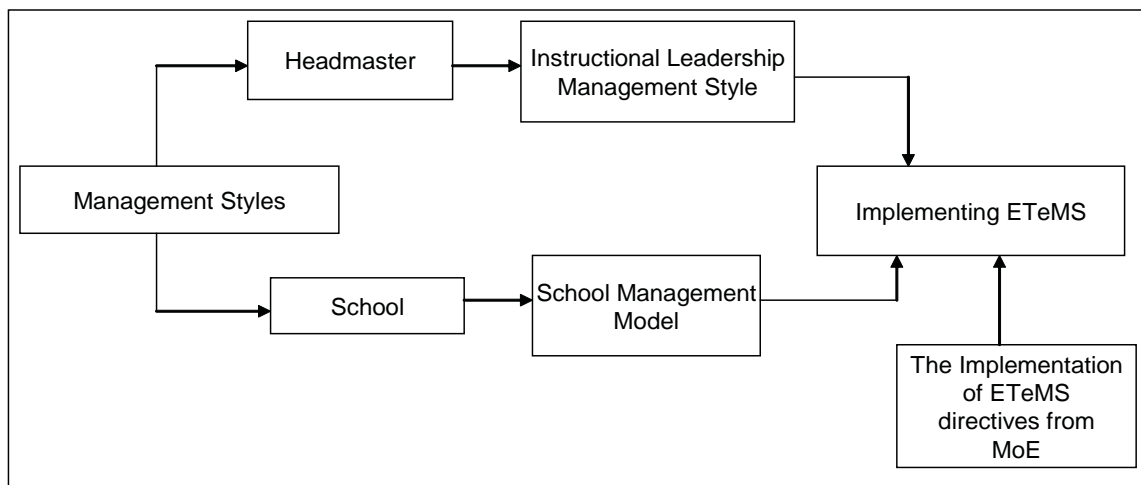 Headmaster
Instructional Leadership
Management Style
Management Styles
Implementing ETeMS
School
School Management
Model
The Implementation
of ETeMS
directives from
MoE